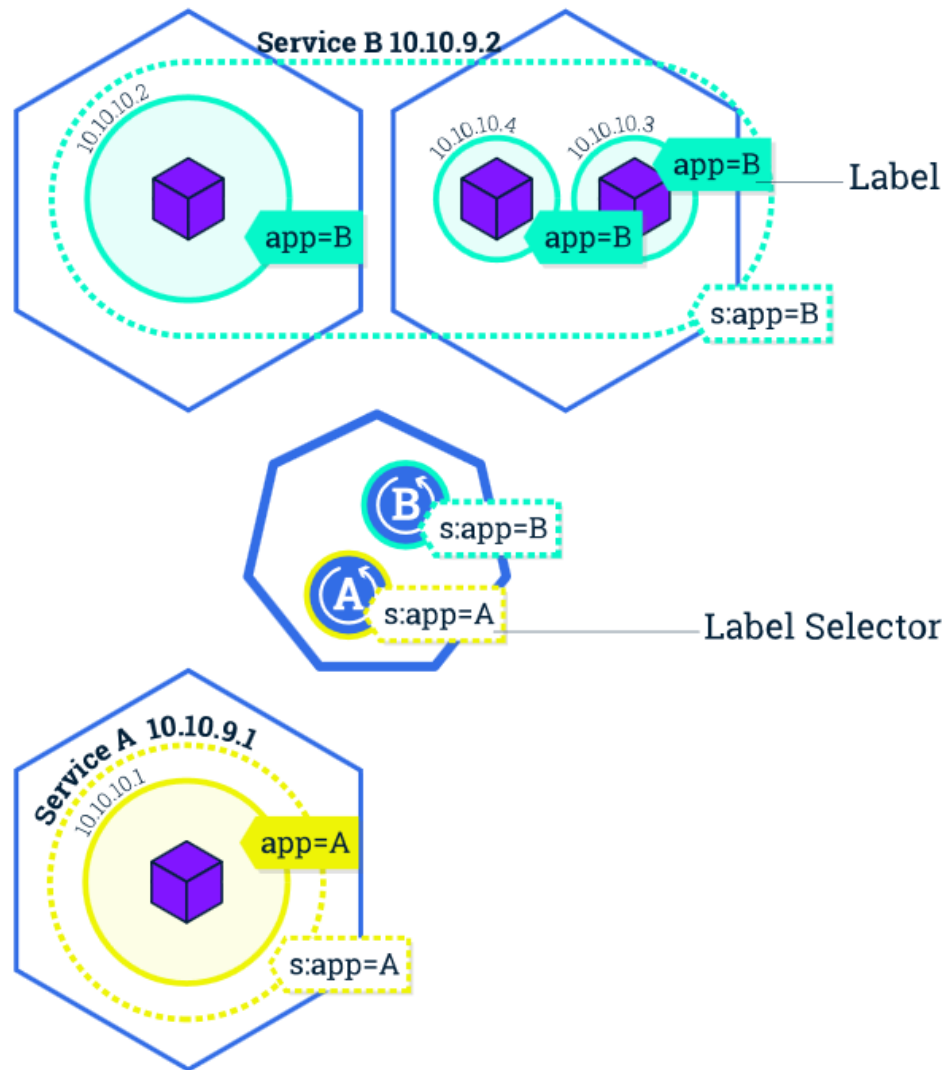 Service B 10.10.9.2
10.10.10.2
10.10.10.4
10.10.10.3
app=B
Label
app=B
app=B
s:app=B
B
s:app=B
A
s:app=A
Label Selector
Service A 10.10.9.1
10.10.10.1
app=A
s:app=A